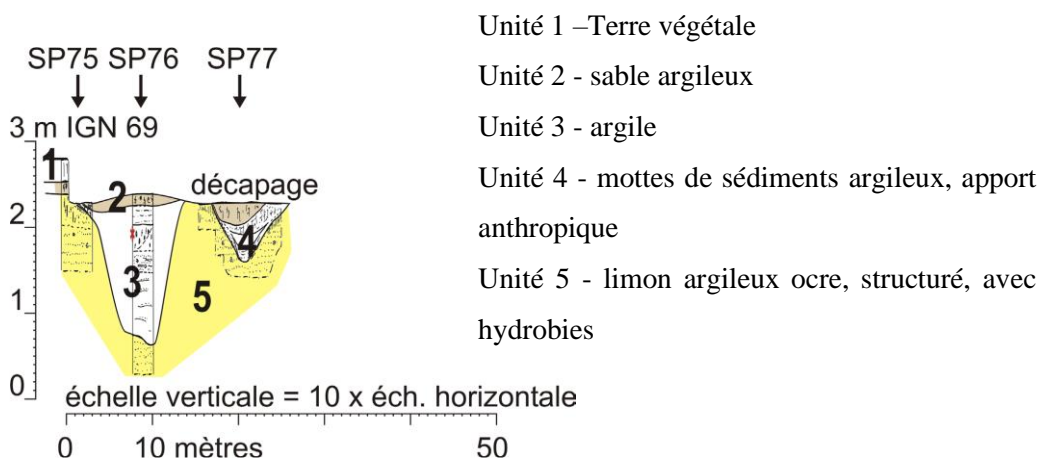 SP75 SP76 SP77
3 m IGN 69
1
2 décapage
2
4
3
1
5
0
échelle verticale = 10 x éch. horizontale
0 10 mètres 50
Unité 1 –Terre végétale
Unité 2 - sable argileux
Unité 3 - argile
Unité 4 - mottes de sédiments argileux, apport
anthropique
Unité 5 - limon argileux ocre, structuré, avec
hydrobies